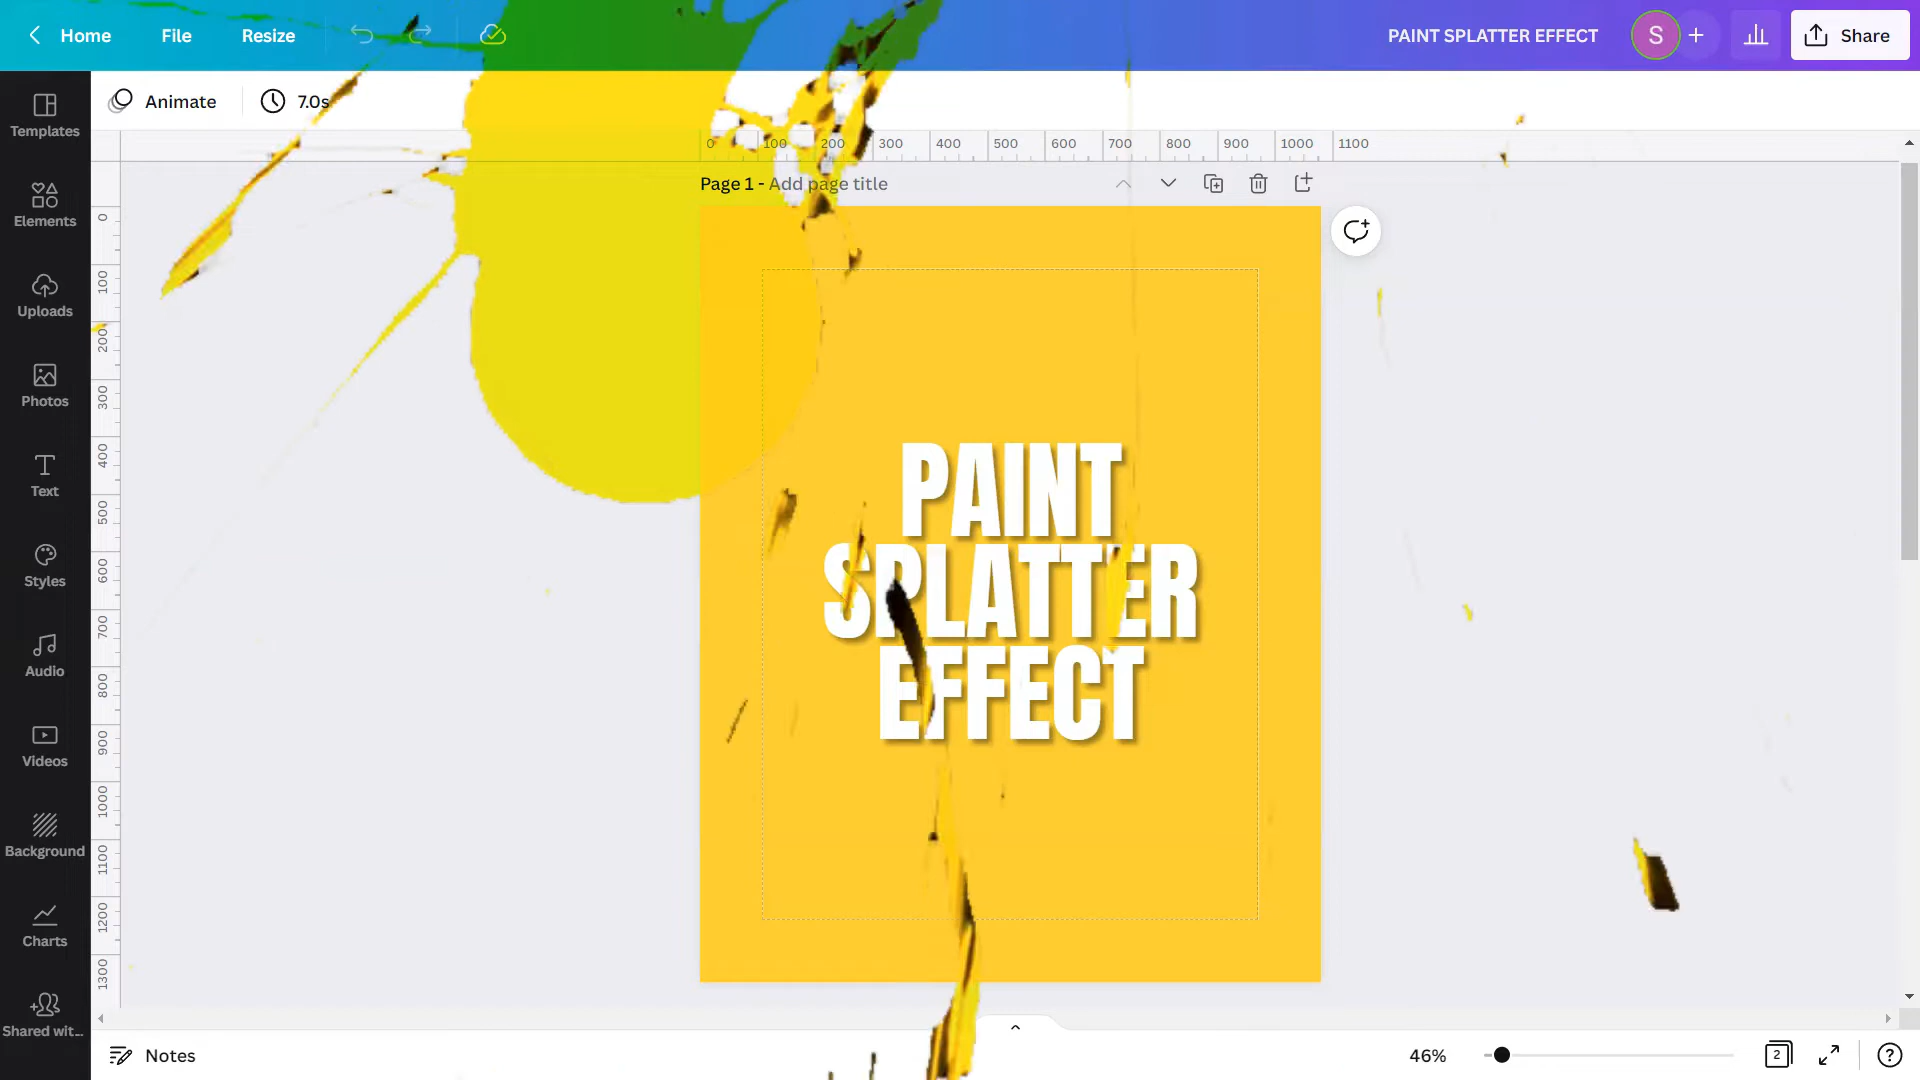 Home File Resize PAINT SPLATTER EFFECT S Share
Animate 7.0s
Templates
Elements
Uploads
Photos
Text
Styles
Audio
Videos
Background
Charts
Shared wit...
0 100 200 300 400 500 600 700 800 900 1000 1100
Page 1 - Add page title
0
100
200
300
400
500
600
700
800
900
1000
1100
1200
1300
PAINT
SPLATTER
EFFECT
Notes 46% 2 ?